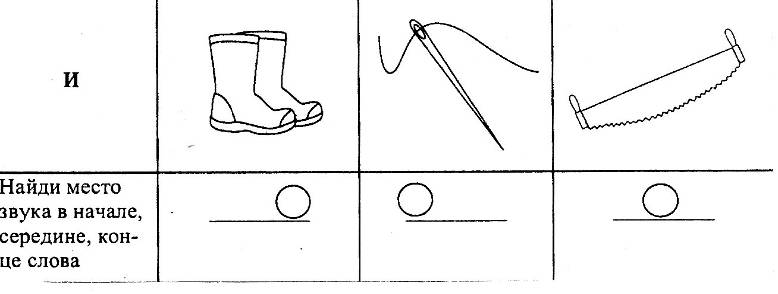 И
Найди место
звука в начале,
середине, кон-
це слова